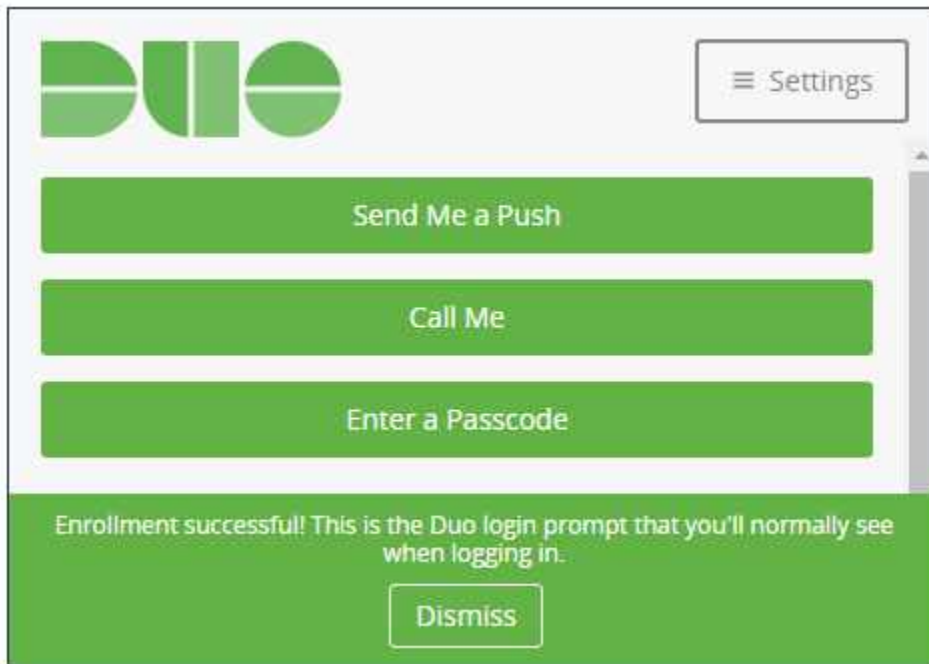 DUO
≡ Settings
Send Me a Push
Call Me
Enter a Passcode
Enrollment successful! This is the Duo login prompt that you'll normally see
when logging in.
Dismiss